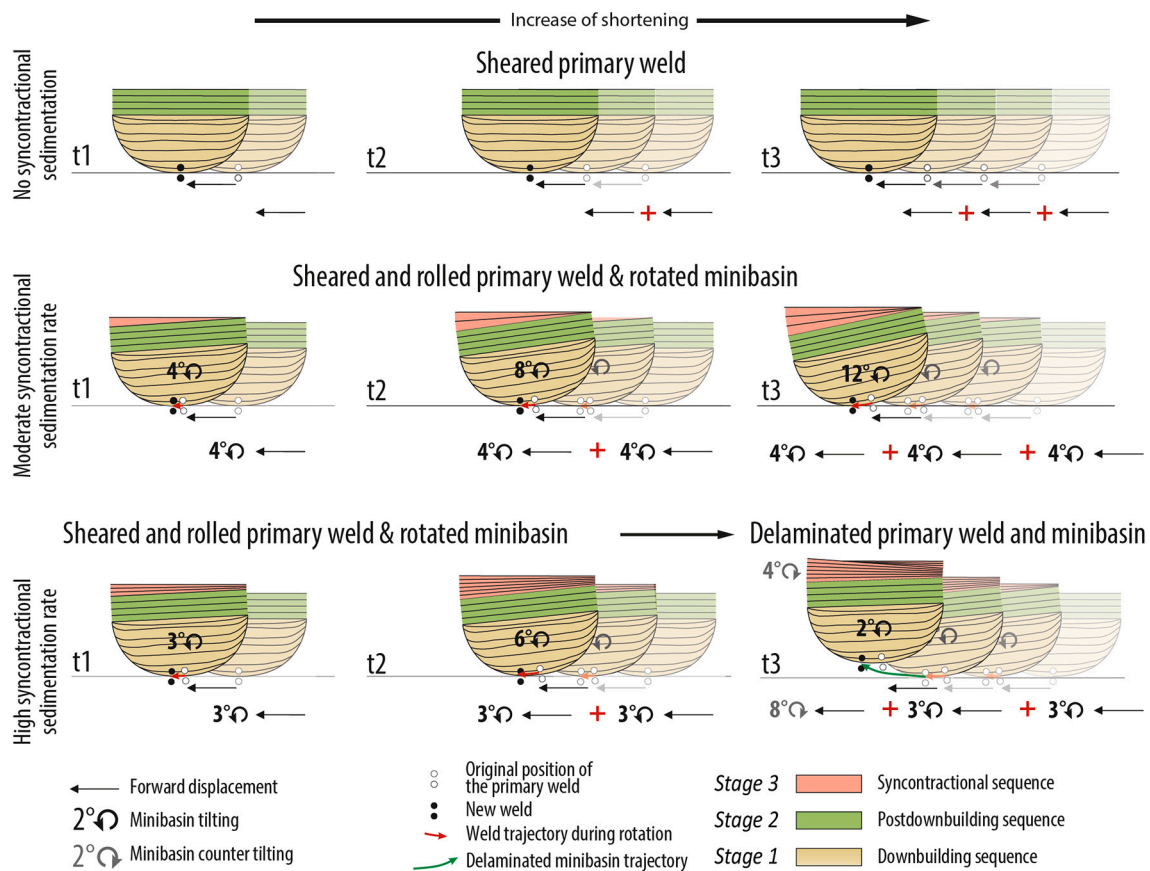 Increase of shortening
No syncontractional
sedimentation
Sheared primary weld
t1
t2
t3
+
+ +
Moderate syncontractional
sedimentation rate
Sheared and rolled primary weld & rotated minibasin
4°
8°
12°
t1
t2
t3
4°
4° + 4°
4° + 4° + 4°
High syncontractional
sedimentation rate
Sheared and rolled primary weld & rotated minibasin
Delaminated primary weld and minibasin
4°
3°
6°
2°
t1
t2
t3
3°
3° + 3°
8° + 3° + 3°
Forward displacement
2° Minibasin tilting
2° Minibasin counter tilting
Original position of
the primary weld
New weld
Weld trajectory during rotation
Delaminated minibasin trajectory
Stage 3 Syncontractional sequence
Stage 2 Postdownbuilding sequence
Stage 1 Downbuilding sequence